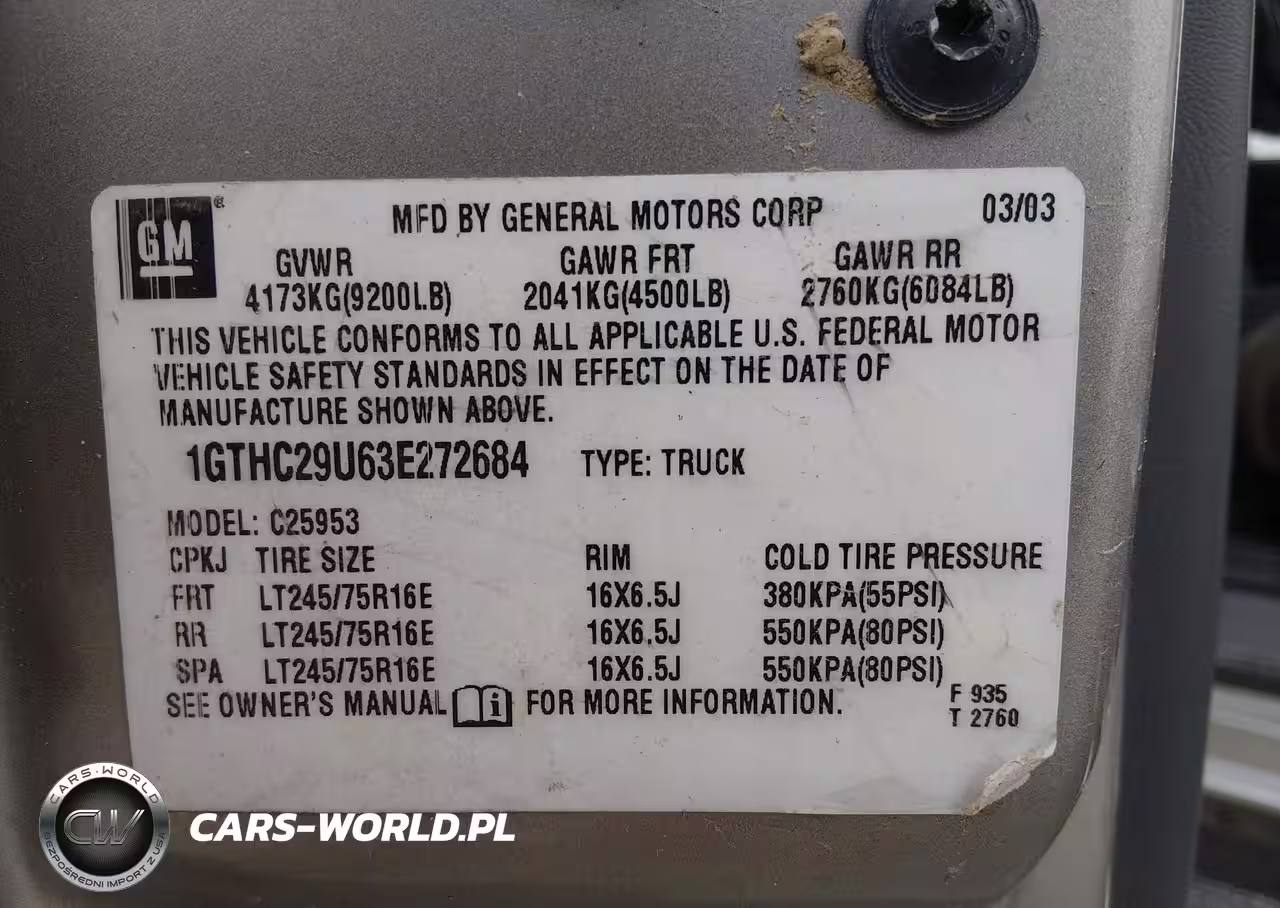 GM®
MFD BY GENERAL MOTORS CORP 03/03
GVWR GAWR FRT GAWR RR
4173KG(9200LB) 2041KG(4500LB) 2760KG(6084LB)
THIS VEHICLE CONFORMS TO ALL APPLICABLE U.S. FEDERAL MOTOR
VEHICLE SAFETY STANDARDS IN EFFECT ON THE DATE OF
MANUFACTURE SHOWN ABOVE.
1GTHC29U63E272684 TYPE: TRUCK
MODEL: C25953
CPKJ TIRE SIZE RIM COLD TIRE PRESSURE
FRT LT245/75R16E 16X6.5J 380KPA(55PSI)
RR LT245/75R16E 16X6.5J 550KPA(80PSI)
SPA LT245/75R16E 16X6.5J 550KPA(80PSI)
SEE OWNER'S MANUAL i FOR MORE INFORMATION.
F 935
T 2760
CARS-WORLD
CW
BEZPOŚREDNI IMPORT Z USA
CARS-WORLD.PL